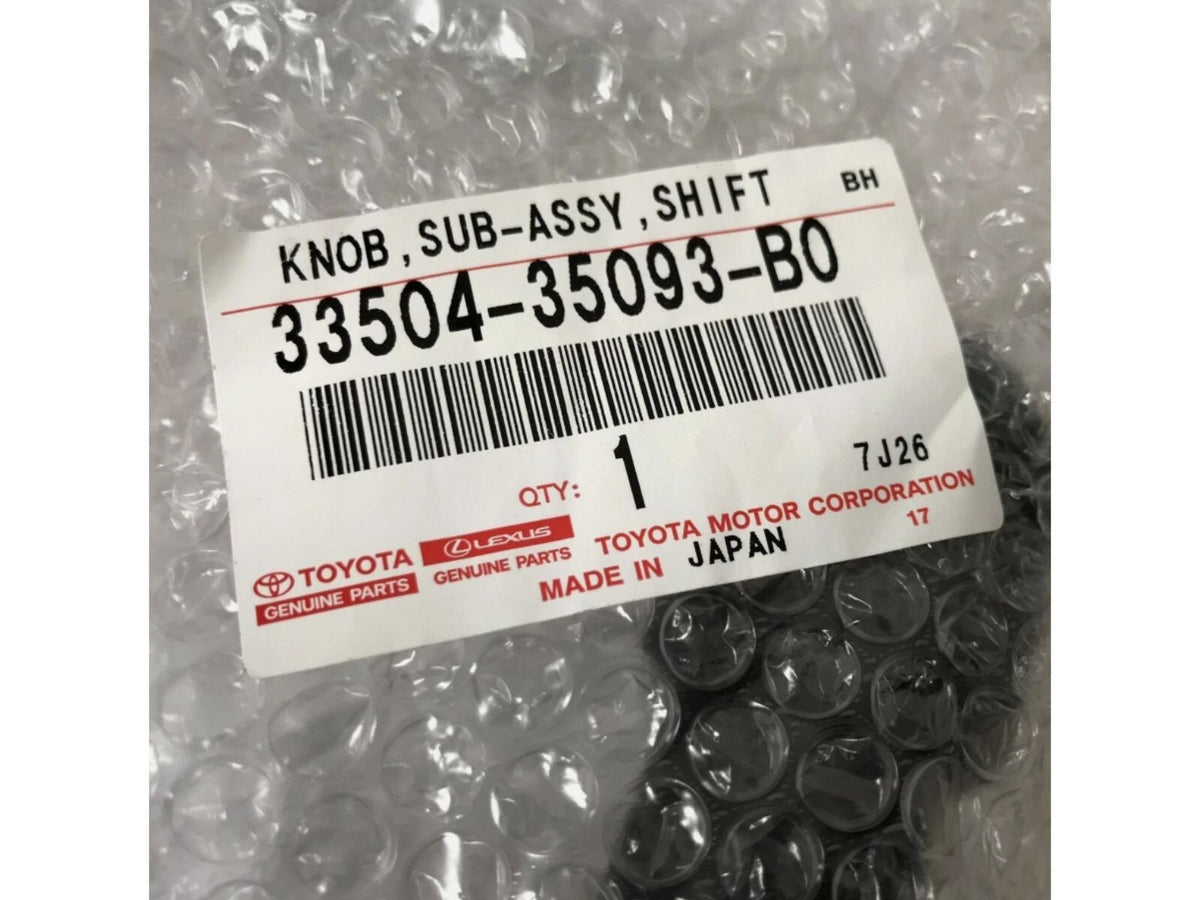 KNOB,SUB-ASSY,SHIFT BH
33504-35093-B0
QTY: 1 7J26
TOYOTA LEXUS TOYOTA MOTOR CORPORATION
GENUINE PARTS GENUINE PARTS MADE IN JAPAN 17